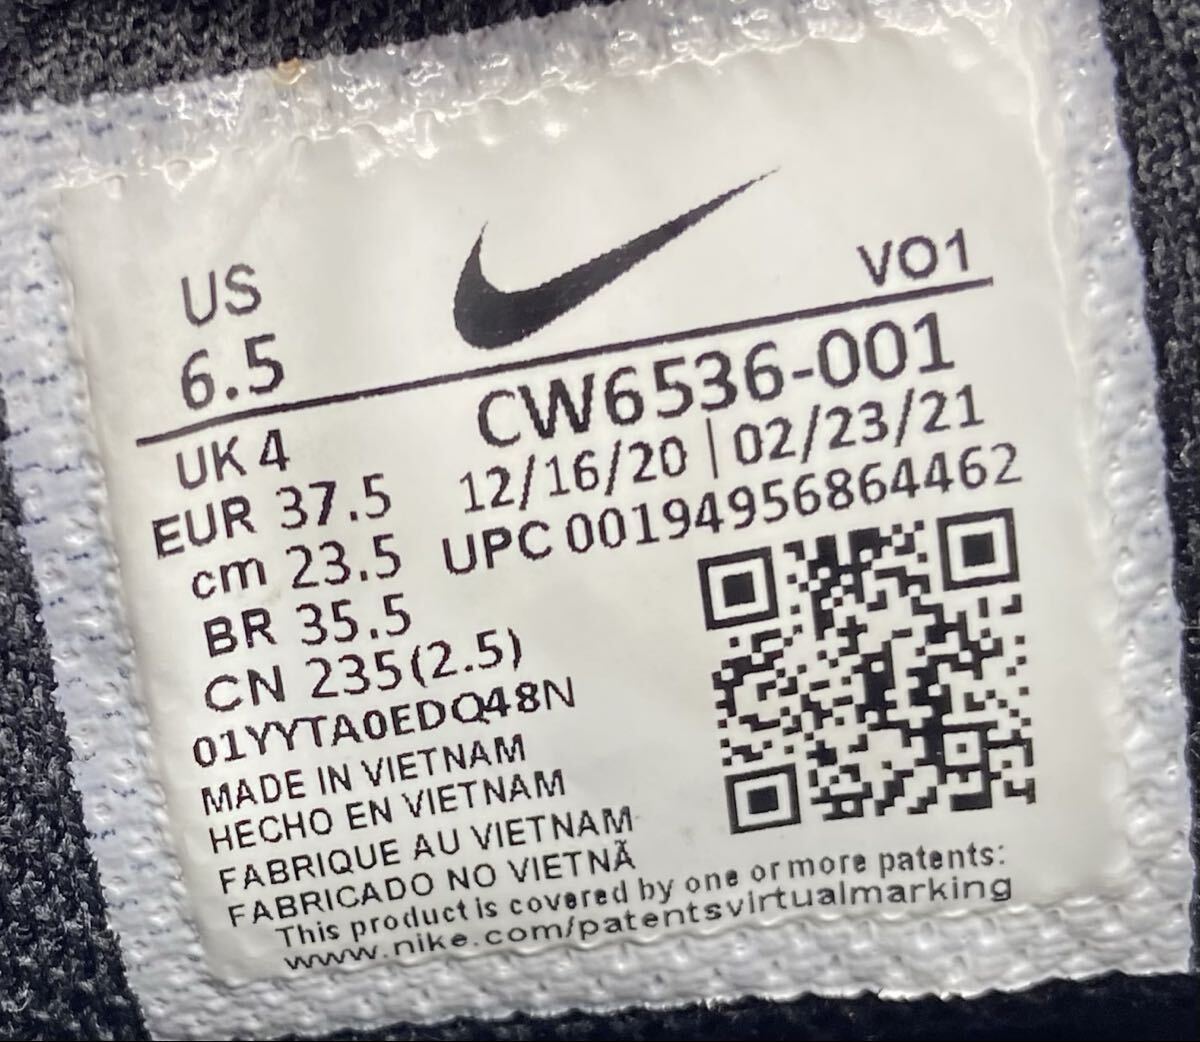 US
6.5
VO1
UK 4
EUR 37.5
cm 23.5
BR 35.5
CN 235(2.5)
CW6536-001
12/16/20 | 02/23/21
UPC 00194956864462
01YYTA0EDQ48N
MADE IN VIETNAM
HECHO EN VIETNAM
FABRIQUE AU VIETNAM
FABRICADO NO VIETNÃ
This product is covered by one or more patents:
www.nike.com/patentsvirtualmarking